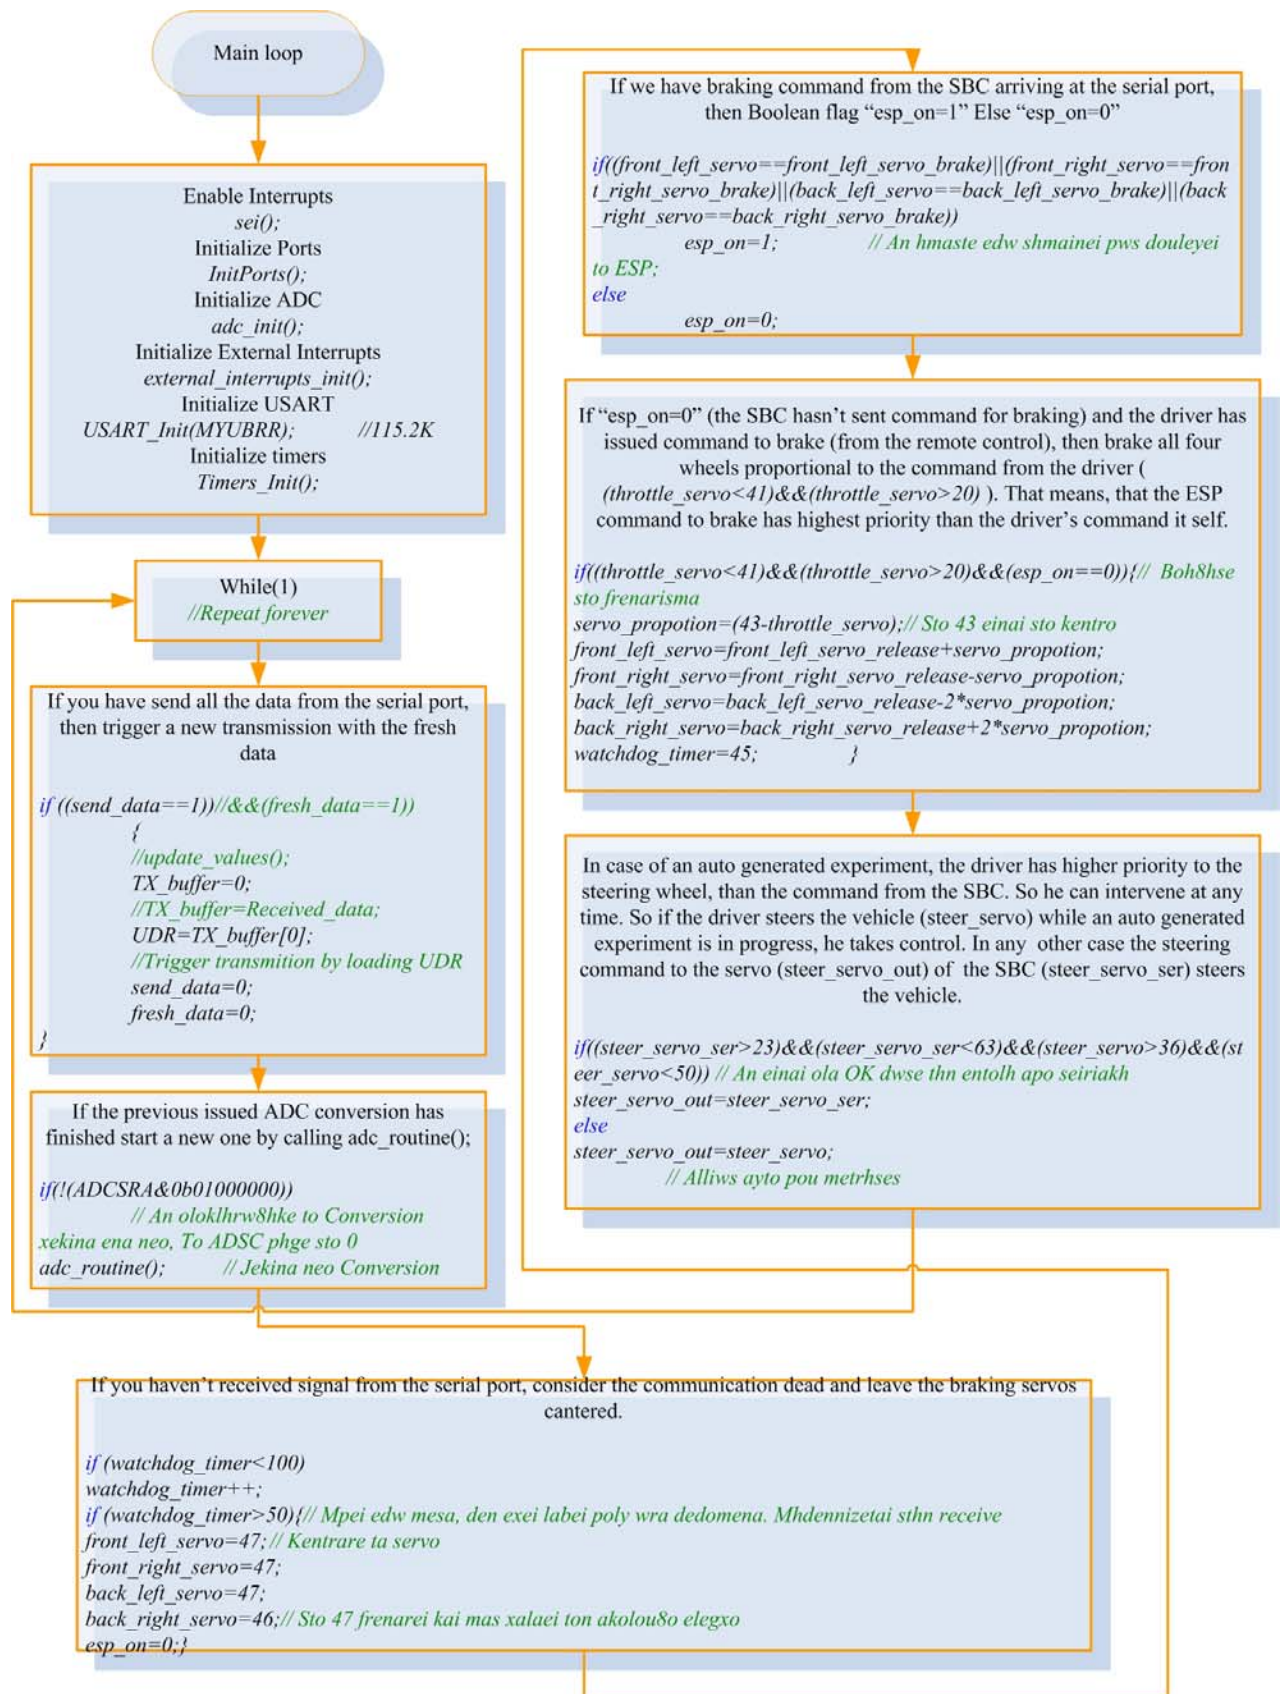 Main loop
Enable Interrupts
sei();
Initialize Ports
InitPorts();
Initialize ADC
adc_init();
Initialize External Interrupts
external_interrupts_init();
Initialize USART
USART_Init(MYUBRR); //115.2K
Initialize timers
Timers_Init();
While(1)
//Repeat forever
If you have send all the data from the serial port,
then trigger a new transmission with the fresh
data
if ((send_data==1))//&&(fresh_data==1))
{
//update_values();
TX_buffer=0;
//TX_buffer=Received_data;
UDR=TX_buffer[0];
//Trigger transmition by loading UDR
send_data=0;
fresh_data=0;
}
If the previous issued ADC conversion has
finished start a new one by calling adc_routine();
if(!(ADCSRA&0b01000000))
// An oloklhrw8hke to Conversion
xekina ena neo, To ADSC phge sto 0
adc_routine(); // Jekina neo Conversion
If you haven't received signal from the serial port, consider the communication dead and leave the braking servos
cantered.
if (watchdog_timer<100)
watchdog_timer++;
if (watchdog_timer>50){// Mpei edw mesa, den exei labei poly wra dedomena. Mhdennizetai sthn receive
front_left_servo=47;// Kentrare ta servo
front_right_servo=47;
back_left_servo=47;
back_right_servo=46;// Sto 47 frenarei kai mas xalaei ton akolou8o elegxo
esp_on=0;}
If we have braking command from the SBC arriving at the serial port,
then Boolean flag “esp_on=1” Else “esp_on=0”
if((front_left_servo==front_left_servo_brake)||(front_right_servo==fron
t_right_servo_brake)||(back_left_servo==back_left_servo_brake)||(back
_right_servo==back_right_servo_brake))
esp_on=1; // An hmaste edw shmainei pws douleyei
to ESP;
else
esp_on=0;
If “esp_on=0” (the SBC hasn't sent command for braking) and the driver has
issued command to brake (from the remote control), then brake all four
wheels proportional to the command from the driver (
(throttle_servo<41)&&(throttle_servo>20) ). That means, that the ESP
command to brake has highest priority than the driver's command it self.
if((throttle_servo<41)&&(throttle_servo>20)&&(esp_on==0)){// Boh8hse
sto frenarisma
servo_propotion=(43-throttle_servo);// Sto 43 einai sto kentro
front_left_servo=front_left_servo_release+servo_propotion;
front_right_servo=front_right_servo_release-servo_propotion;
back_left_servo=back_left_servo_release-2*servo_propotion;
back_right_servo=back_right_servo_release+2*servo_propotion;
watchdog_timer=45; }
In case of an auto generated experiment, the driver has higher priority to the
steering wheel, than the command from the SBC. So he can intervene at any
time. So if the driver steers the vehicle (steer_servo) while an auto generated
experiment is in progress, he takes control. In any other case the steering
command to the servo (steer_servo_out) of the SBC (steer_servo_ser) steers
the vehicle.
if((steer_servo_ser>23)&&(steer_servo_ser<63)&&(steer_servo>36)&&(st
eer_servo<50)) // An einai ola OK dwse thn entolh apo seiriakh
steer_servo_out=steer_servo_ser;
else
steer_servo_out=steer_servo;
// Alliws ayto pou metrhses